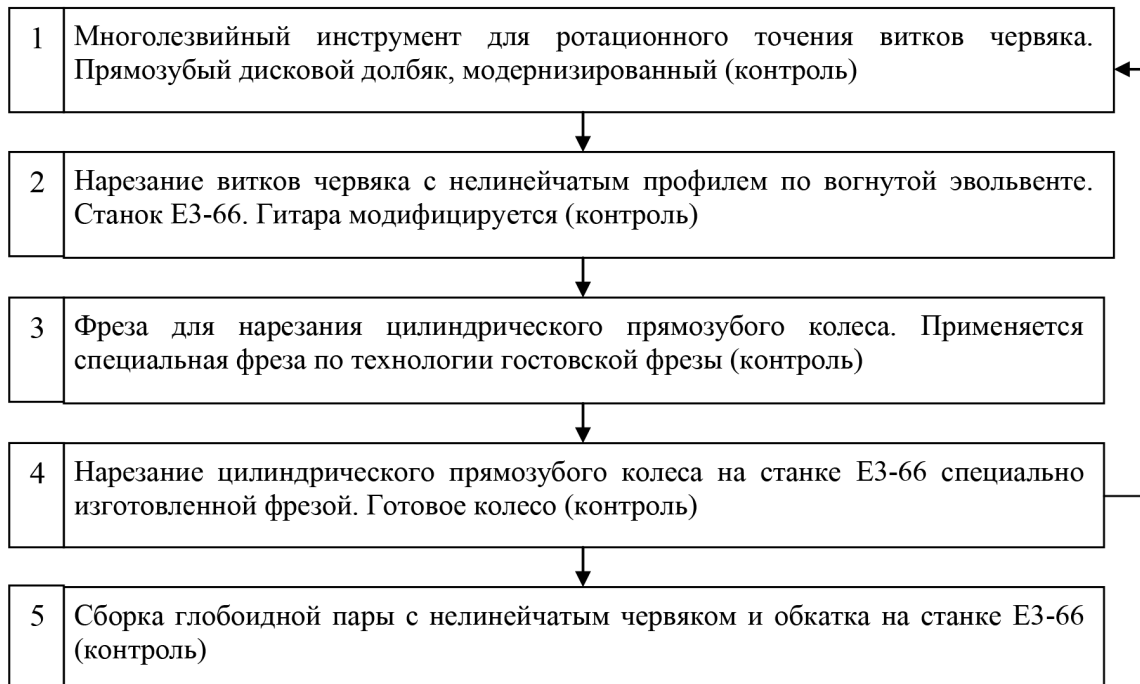 1 Многолезвийный инструмент для ротационного точения витков червяка.
Прямозубый дисковой долбяк, модернизированный (контроль)
2 Нарезание витков червяка с нелинейчатым профилем по вогнутой эвольвенте.
Станок ЕЗ-66. Гитара модифицируется (контроль)
3 Фреза для нарезания цилиндрического прямозубого колеса. Применяется
специальная фреза по технологии гостовской фрезы (контроль)
4 Нарезание цилиндрического прямозубого колеса на станке ЕЗ-66 специально
изготовленной фрезой. Готовое колесо (контроль)
5 Сборка глобоидной пары с нелинейчатым червяком и обкатка на станке ЕЗ-66
(контроль)